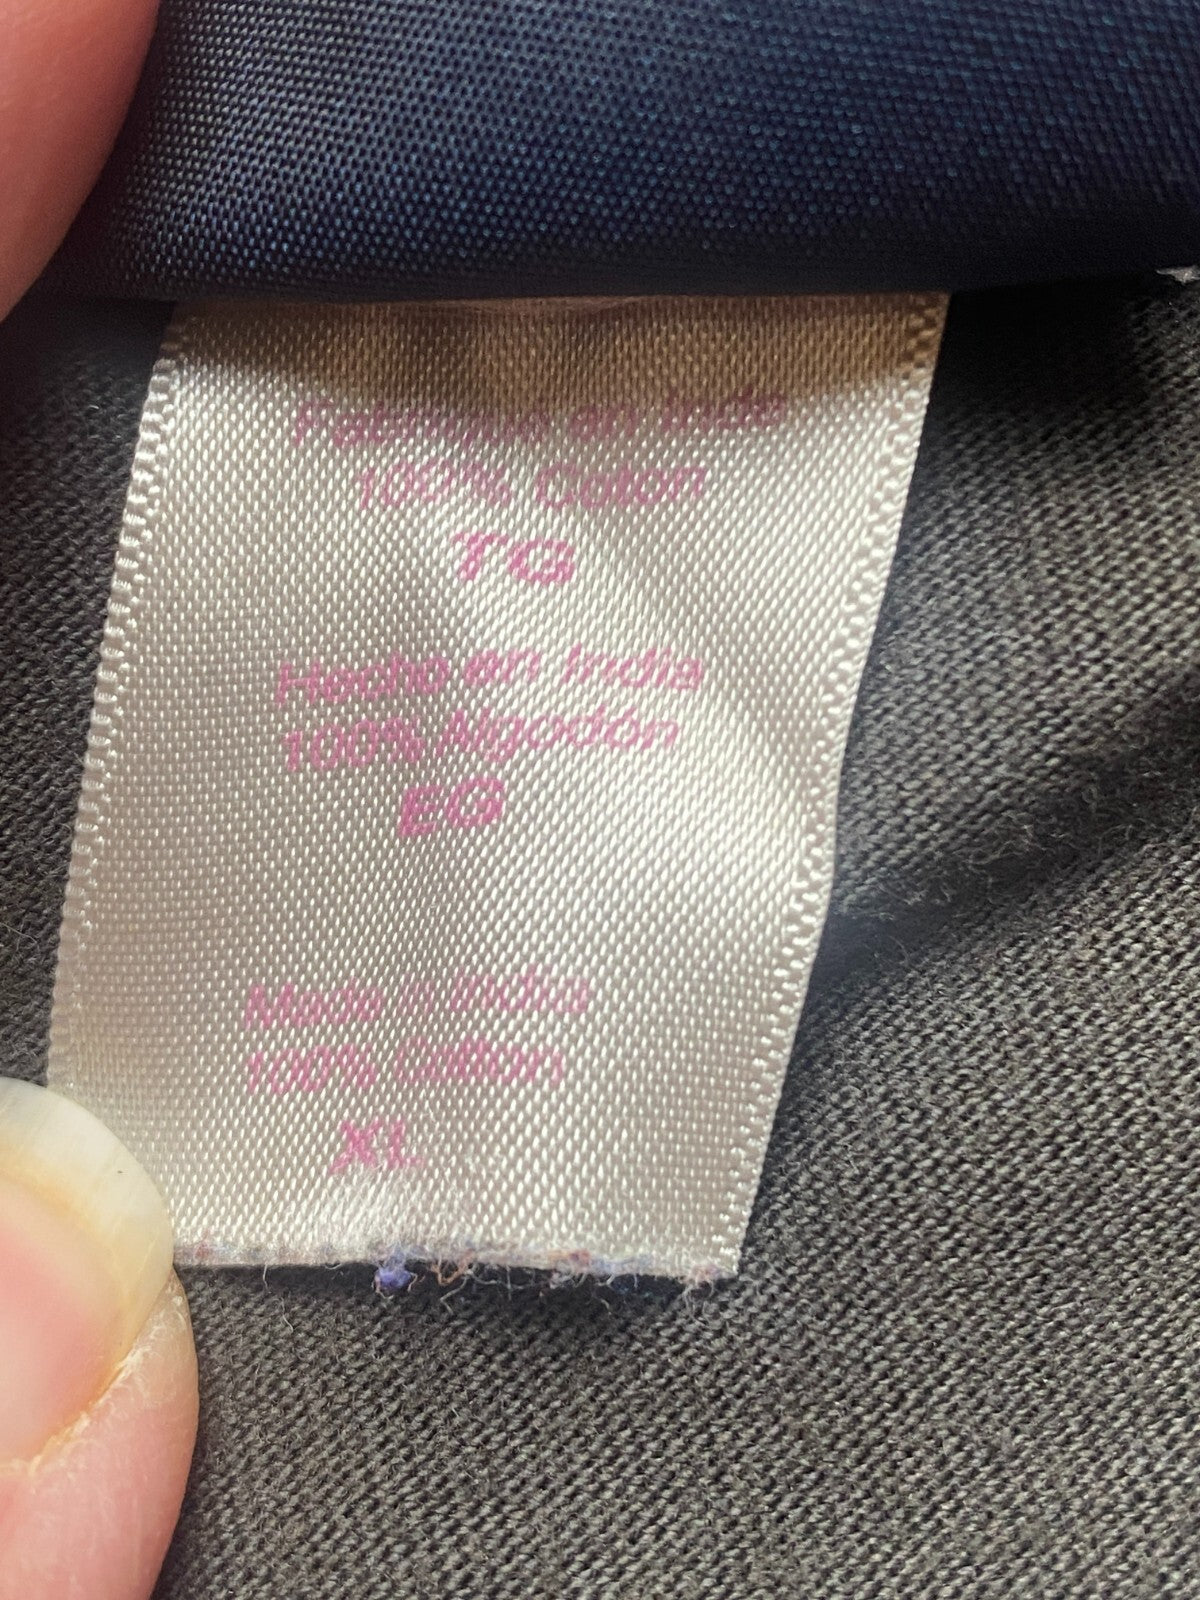 Fabriqué en Inde
100% Coton
TG
Hecho en India
100% Algodón
EG
Made in India
100% Cotton
XL